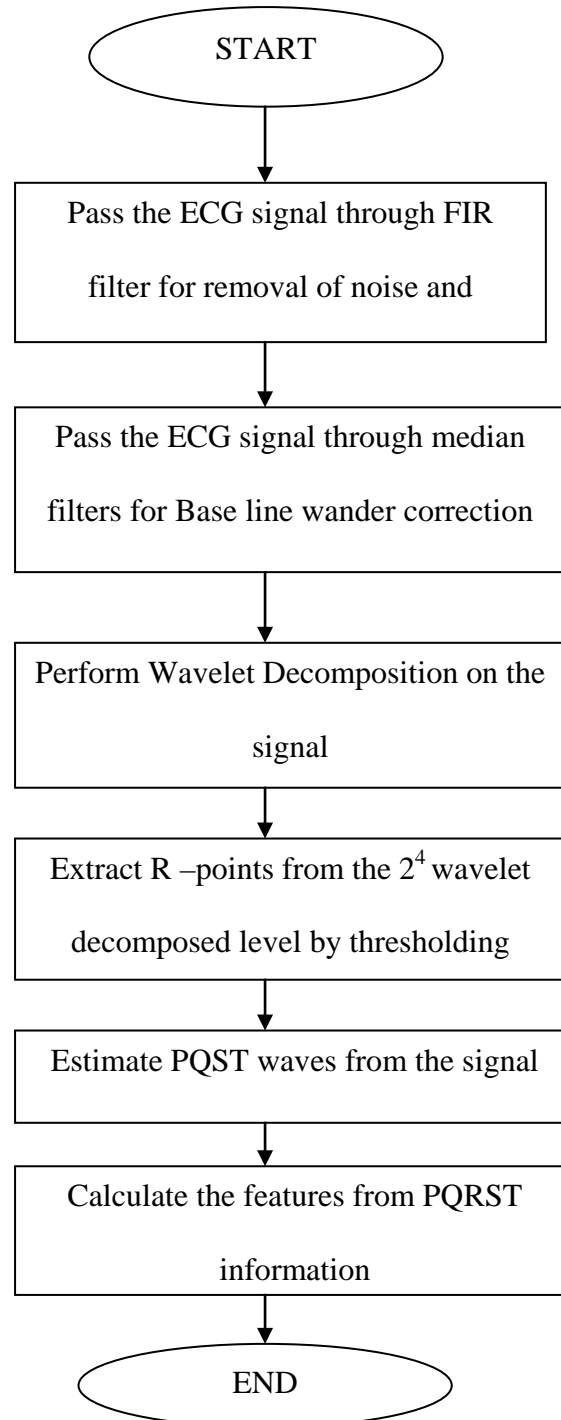 START
Pass the ECG signal through FIR
filter for removal of noise and
Pass the ECG signal through median
filters for Base line wander correction
Perform Wavelet Decomposition on the
signal
Extract R –points from the 2⁴ wavelet
decomposed level by thresholding
Estimate PQST waves from the signal
Calculate the features from PQRST
information
END